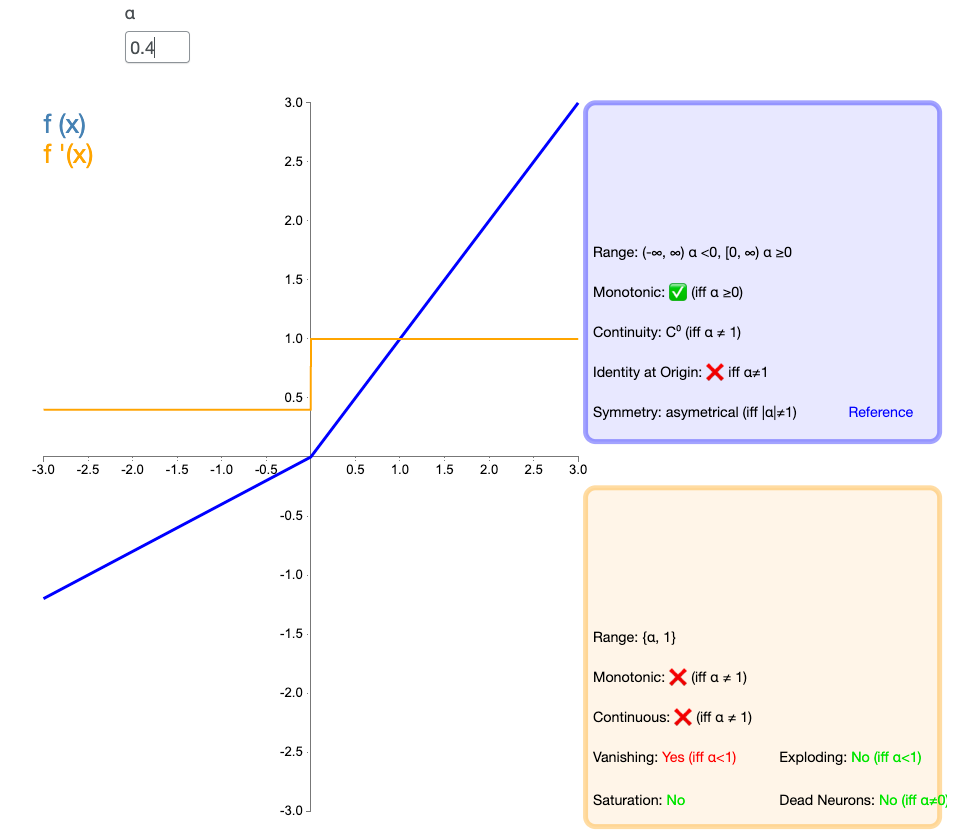 α
0.4
f (x)
f '(x)
3.0
2.5
2.0
1.5
1.0
0.5
-3.0 -2.5 -2.0 -1.5 -1.0 -0.5 0.5 1.0 1.5 2.0 2.5 3.0
-0.5
-1.0
-1.5
-2.0
-2.5
-3.0
Range: (-∞, ∞) α <0, [0, ∞) α ≥0
Monotonic: ✅ (iff α ≥0)
Continuity: C⁰ (iff α ≠ 1)
Identity at Origin: ❌ iff α≠1
Symmetry: asymetrical (iff |α|≠1) Reference
Range: {α, 1}
Monotonic: ❌ (iff α ≠ 1)
Continuous: ❌ (iff α ≠ 1)
Vanishing: Yes (iff α<1) Exploding: No (iff α<1)
Saturation: No Dead Neurons: No (iff α≠0)